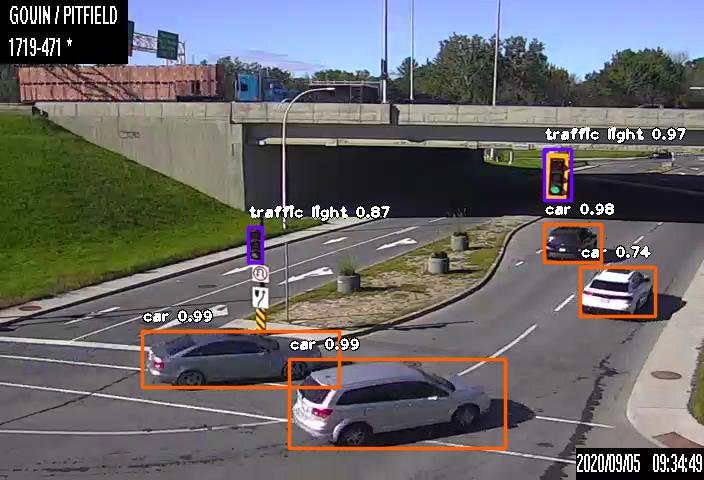 GOUIN / PITFIELD
1719-471 *
traffic light 0.97
traffic light 0.87
car 0.98
car 0.74
car 0.99
car 0.99
2020/09/05 09:34:49